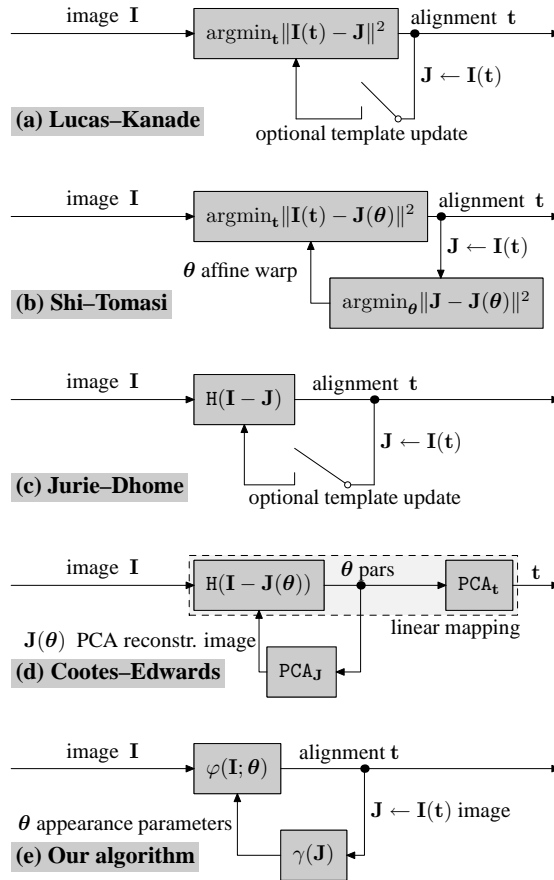 image I
argmin_t‖I(t) − J‖²
alignment t
J ← I(t)
optional template update
(a) Lucas–Kanade
image I
argmin_t‖I(t) − J(θ)‖²
alignment t
J ← I(t)
θ affine warp
argmin_θ‖J − J(θ)‖²
(b) Shi–Tomasi
image I
H(I − J)
alignment t
J ← I(t)
optional template update
(c) Jurie–Dhome
image I
H(I − J(θ))
θ pars
PCA_t
t
linear mapping
J(θ) PCA reconstr. image
PCA_J
(d) Cootes–Edwards
image I
φ(I; θ)
alignment t
J ← I(t) image
θ appearance parameters
γ(J)
(e) Our algorithm